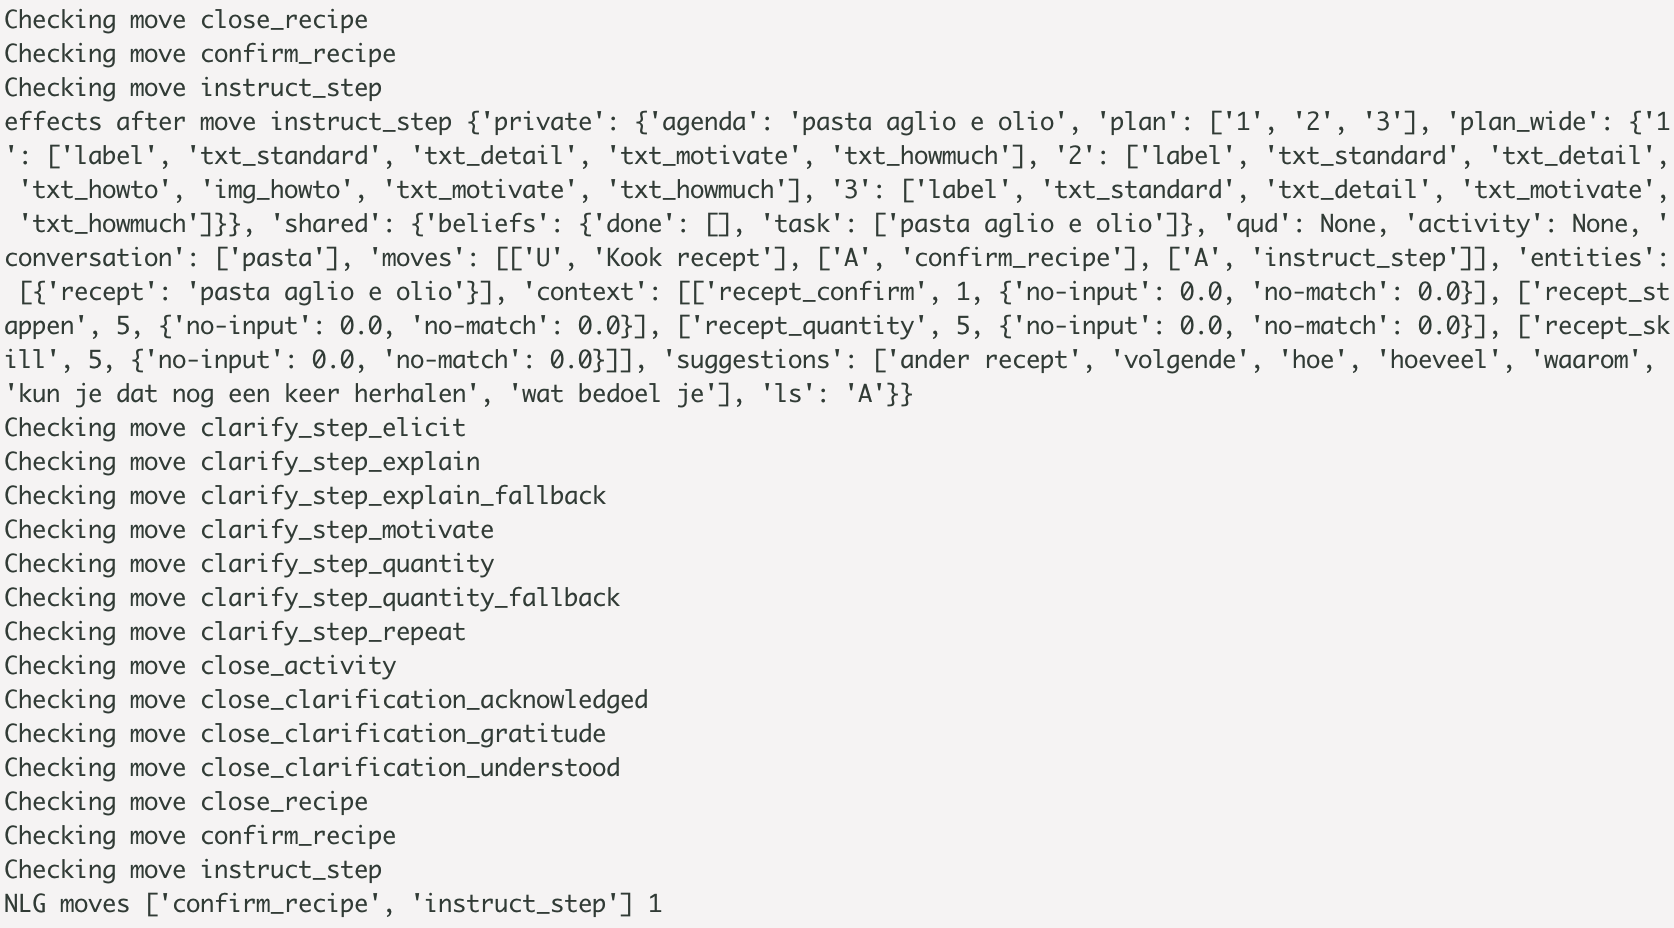 Checking move close_recipe
Checking move confirm_recipe
Checking move instruct_step
effects after move instruct_step {'private': {'agenda': 'pasta aglio e olio', 'plan': ['1', '2', '3'], 'plan_wide': {'1
': ['label', 'txt_standard', 'txt_detail', 'txt_motivate', 'txt_howmuch'], '2': ['label', 'txt_standard', 'txt_detail',
 'txt_howto', 'img_howto', 'txt_motivate', 'txt_howmuch'], '3': ['label', 'txt_standard', 'txt_detail', 'txt_motivate',
 'txt_howmuch']}}, 'shared': {'beliefs': {'done': [], 'task': ['pasta aglio e olio']}, 'qud': None, 'activity': None, '
conversation': ['pasta'], 'moves': [['U', 'Kook recept'], ['A', 'confirm_recipe'], ['A', 'instruct_step']], 'entities':
 [{'recept': 'pasta aglio e olio'}], 'context': [['recept_confirm', 1, {'no-input': 0.0, 'no-match': 0.0}], ['recept_st
appen', 5, {'no-input': 0.0, 'no-match': 0.0}], ['recept_quantity', 5, {'no-input': 0.0, 'no-match': 0.0}], ['recept_sk
ill', 5, {'no-input': 0.0, 'no-match': 0.0}]], 'suggestions': ['ander recept', 'volgende', 'hoe', 'hoeveel', 'waarom',
'kun je dat nog een keer herhalen', 'wat bedoel je'], 'ls': 'A'}}
Checking move clarify_step_elicit
Checking move clarify_step_explain
Checking move clarify_step_explain_fallback
Checking move clarify_step_motivate
Checking move clarify_step_quantity
Checking move clarify_step_quantity_fallback
Checking move clarify_step_repeat
Checking move close_activity
Checking move close_clarification_acknowledged
Checking move close_clarification_gratitude
Checking move close_clarification_understood
Checking move close_recipe
Checking move confirm_recipe
Checking move instruct_step
NLG moves ['confirm_recipe', 'instruct_step'] 1